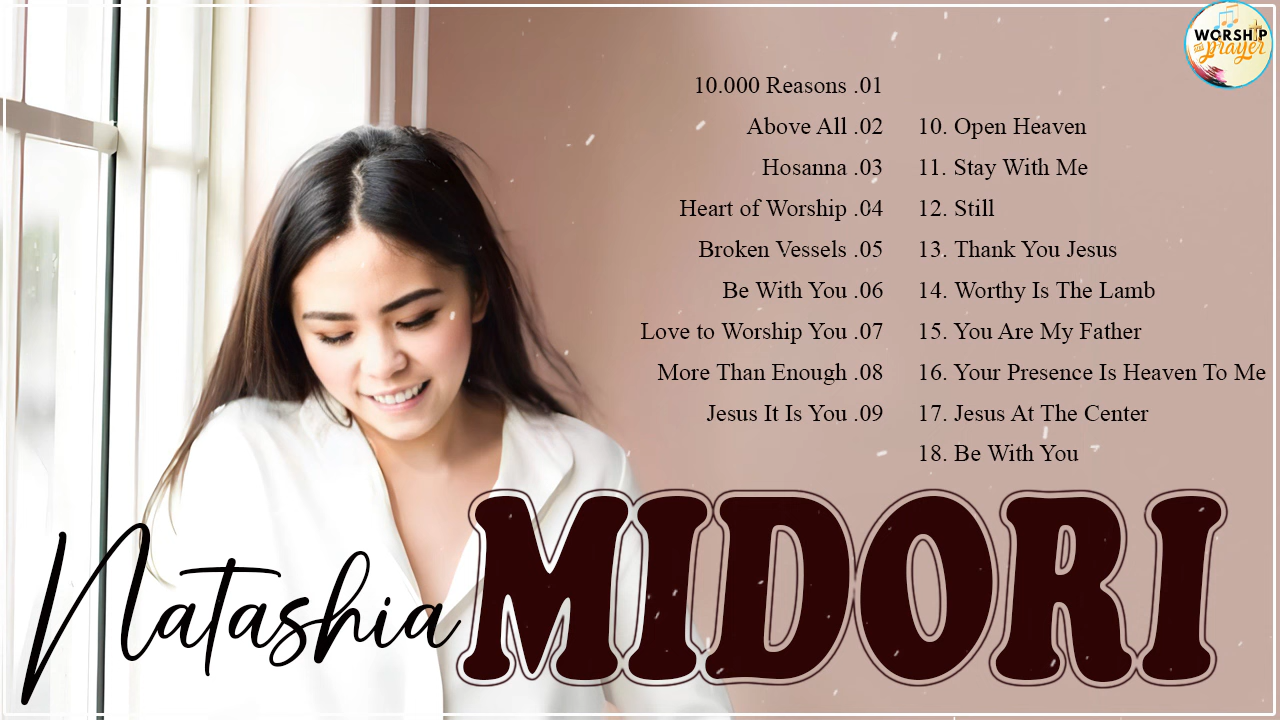 WORSHIP
AND prayer
10.000 Reasons .01
Above All .02
Hosanna .03
Heart of Worship .04
Broken Vessels .05
Be With You .06
Love to Worship You .07
More Than Enough .08
Jesus It Is You .09
10. Open Heaven
11. Stay With Me
12. Still
13. Thank You Jesus
14. Worthy Is The Lamb
15. You Are My Father
16. Your Presence Is Heaven To Me
17. Jesus At The Center
18. Be With You
Natashia MIDORI